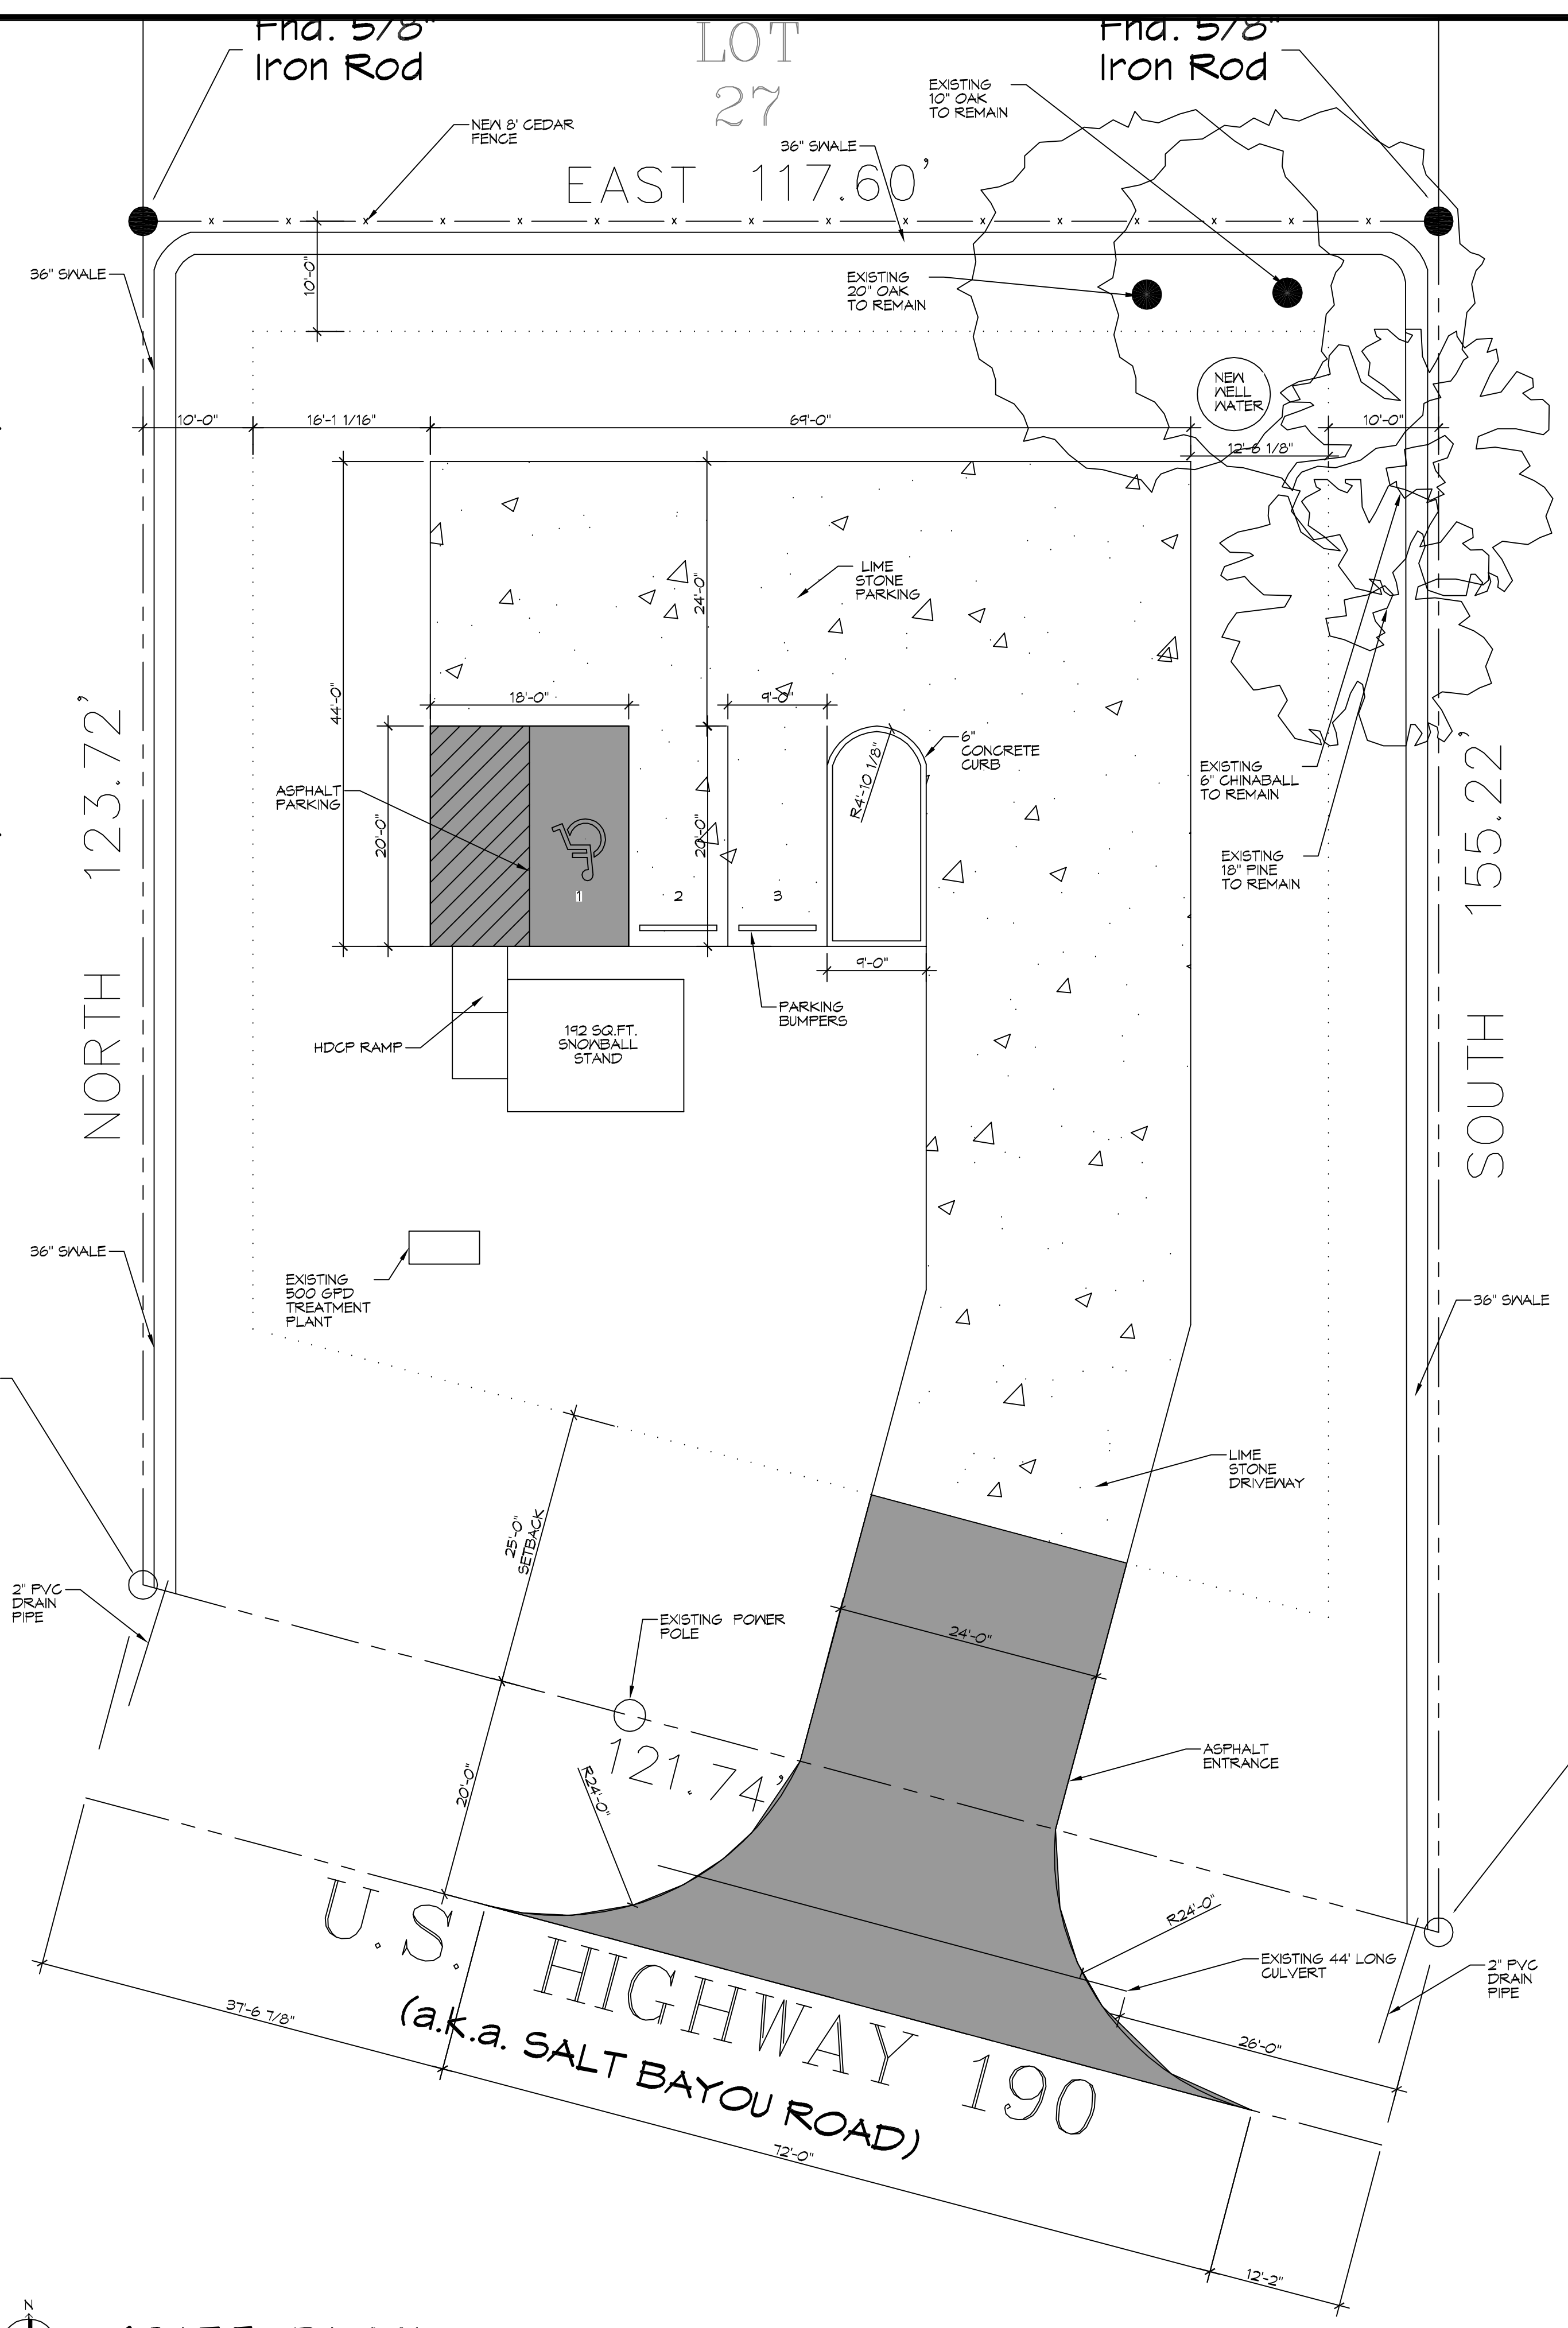 Fnd. 5/8"
Iron Rod
LOT
27
Fnd. 5/8"
Iron Rod
EXISTING
10" OAK
TO REMAIN
NEW 8' CEDAR
FENCE
36" SWALE
EAST 117.60'
x x x x x x x x x x x x x x x x
36" SWALE
10'-0"
EXISTING
20" OAK
TO REMAIN
NEW
WELL
WATER
10'-0"
16'-1 1/16"
69'-0"
10'-0"
12'-6 1/8"
LIME
STONE
PARKING
24'-0"
44'-0"
18'-0"
9'-0"
6"
CONCRETE
CURB
R4'-10 1/8"
NORTH 123.72'
SOUTH 155.22'
EXISTING
6" CHINABALL
TO REMAIN
ASPHALT
PARKING
20'-0"
20'-0"
EXISTING
18" PINE
TO REMAIN
1
2
3
9'-0"
PARKING
BUMPERS
HDCP RAMP
192 SQ.FT.
SNOWBALL
STAND
36" SWALE
EXISTING
500 GPD
TREATMENT
PLANT
36" SWALE
LIME
STONE
DRIVEWAY
25'-0"
SETBACK
2" PVC
DRAIN
PIPE
EXISTING POWER
POLE
24'-0"
121.74'
ASPHALT
ENTRANCE
20'-0"
R24'-0"
R24'-0"
EXISTING 44' LONG
CULVERT
2" PVC
DRAIN
PIPE
U.S. HIGHWAY 190
(a.k.a. SALT BAYOU ROAD)
37'-6 7/8"
26'-0"
72'-0"
12'-2"
N